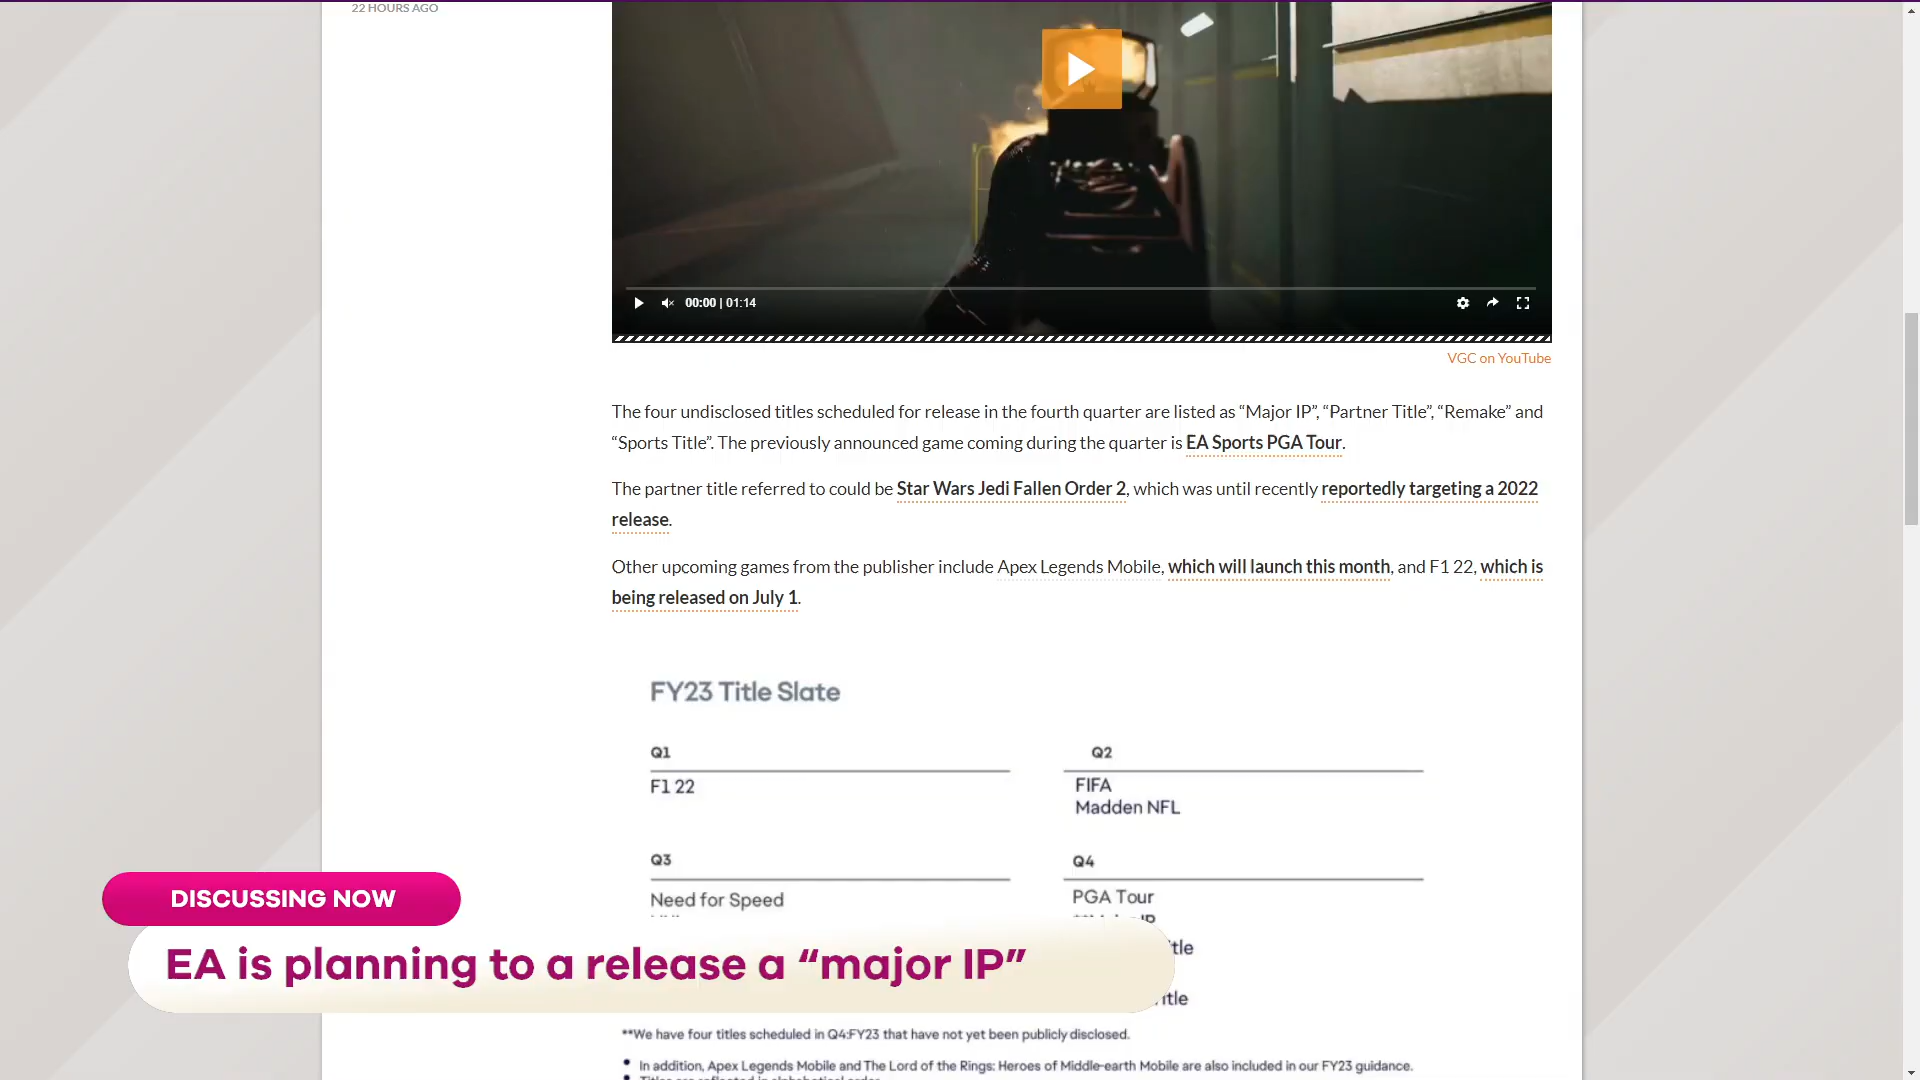 22 HOURS AGO
00:00 | 01:14
VGC on YouTube
The four undisclosed titles scheduled for release in the fourth quarter are listed as “Major IP”, “Partner Title”, “Remake” and
“Sports Title”. The previously announced game coming during the quarter is EA Sports PGA Tour.
The partner title referred to could be Star Wars Jedi Fallen Order 2, which was until recently reportedly targeting a 2022
release.
Other upcoming games from the publisher include Apex Legends Mobile, which will launch this month, and F1 22, which is
being released on July 1.
FY23 Title Slate
Q1
F1 22
Q2
FIFA
Madden NFL
Q3
Need for Speed
Q4
PGA Tour
DISCUSSING NOW
EA is planning to a release a “major IP”
**We have four titles scheduled in Q4:FY23 that have not yet been publicly disclosed.
• In addition, Apex Legends Mobile and The Lord of the Rings: Heroes of Middle-earth Mobile are also included in our FY23 guidance.